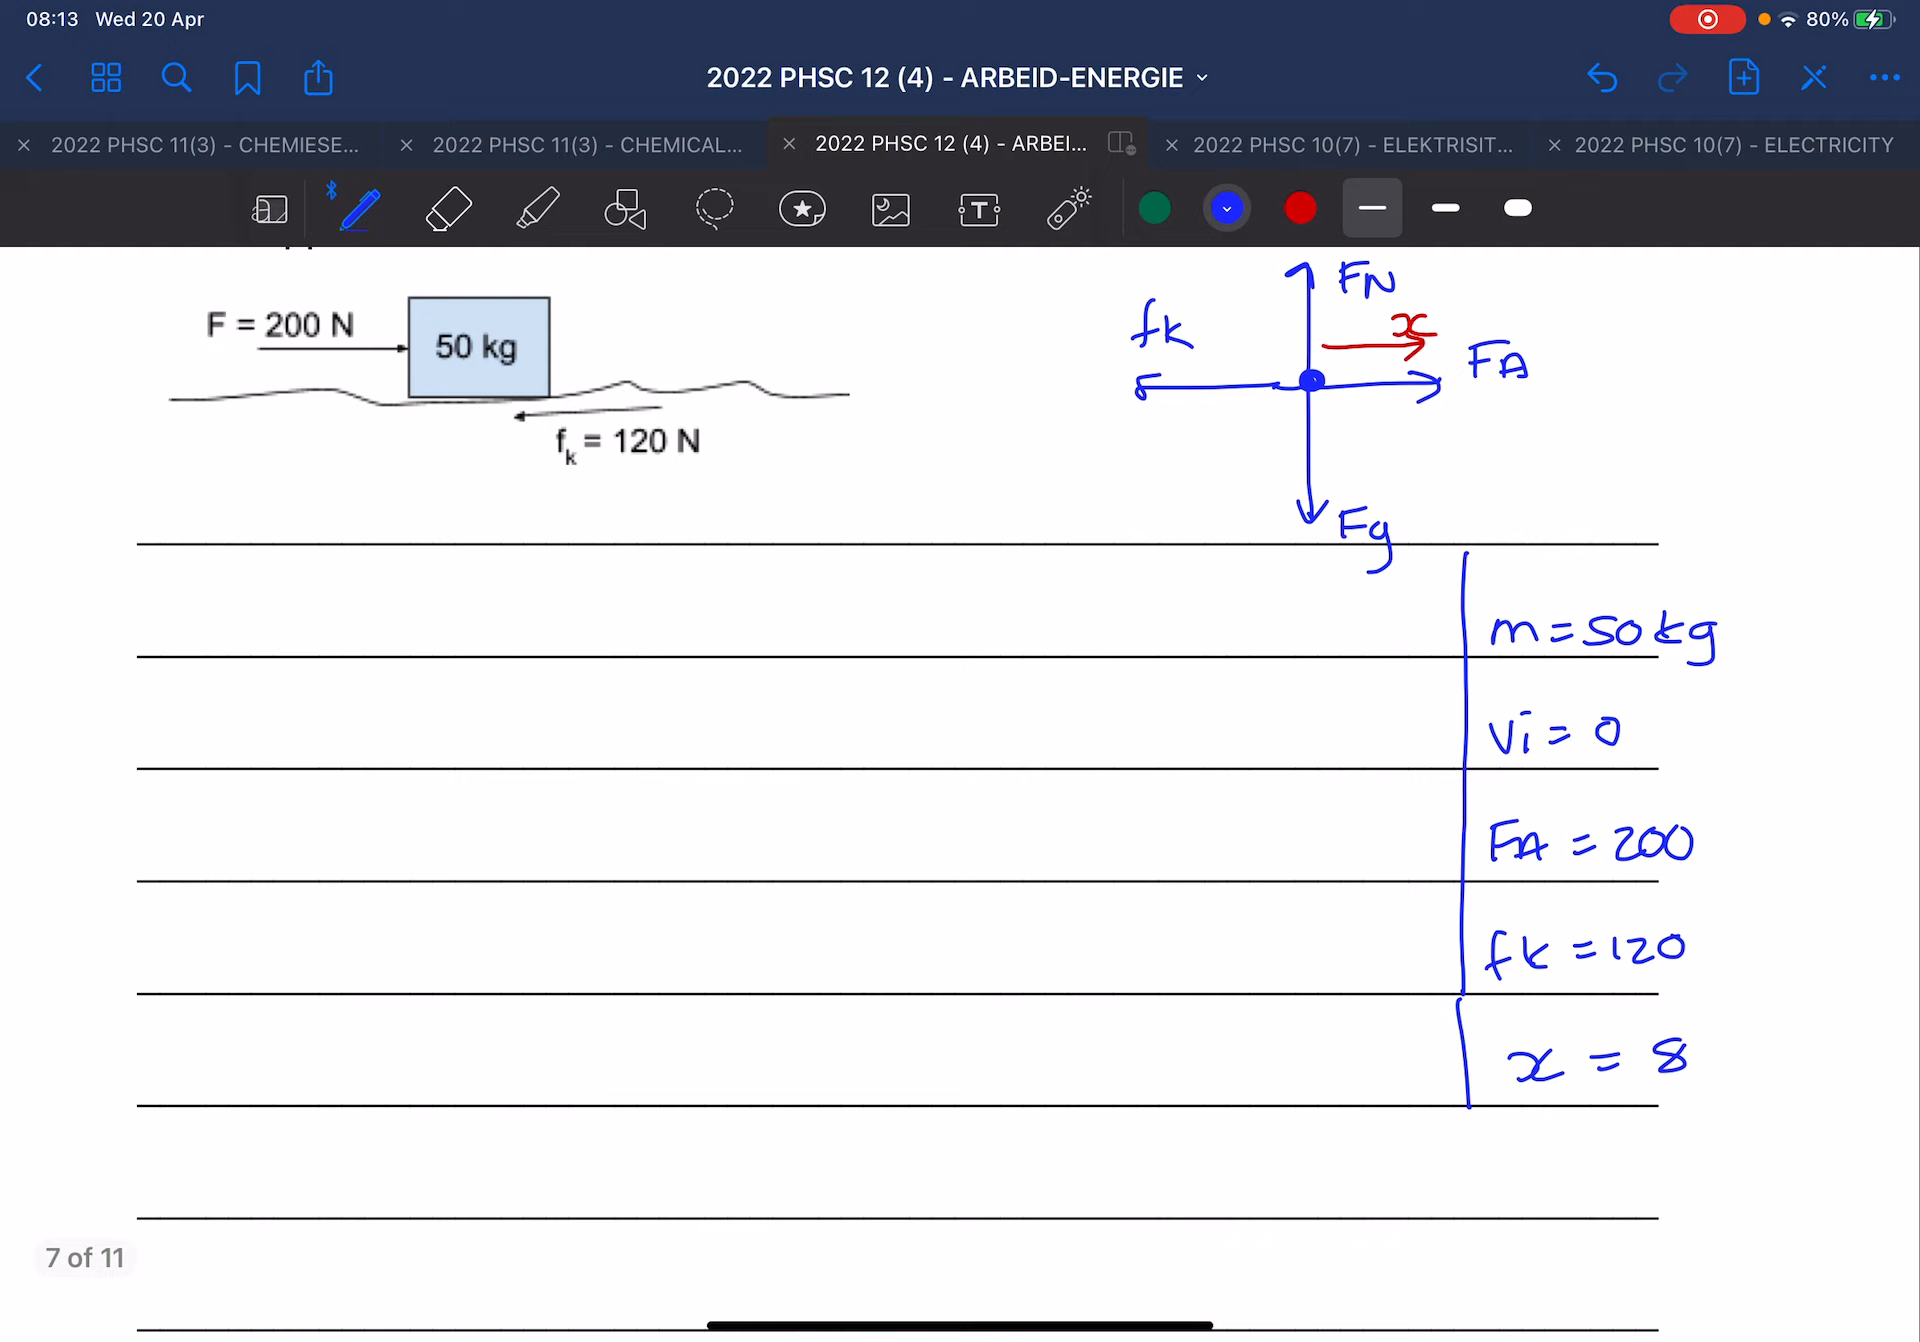 08:13 Wed 20 Apr
80%
2022 PHSC 12 (4) - ARBEID-ENERGIE
2022 PHSC 11(3) - CHEMIESE...
2022 PHSC 11(3) - CHEMICAL...
2022 PHSC 12 (4) - ARBEI...
2022 PHSC 10(7) - ELEKTRISIT...
2022 PHSC 10(7) - ELECTRICITY
T
F = 200 N
50 kg
fk = 120 N
FN
fk
x
FA
Fg
m = 50 kg
vi = 0
FA = 200
fk = 120
x = 8
7 of 11